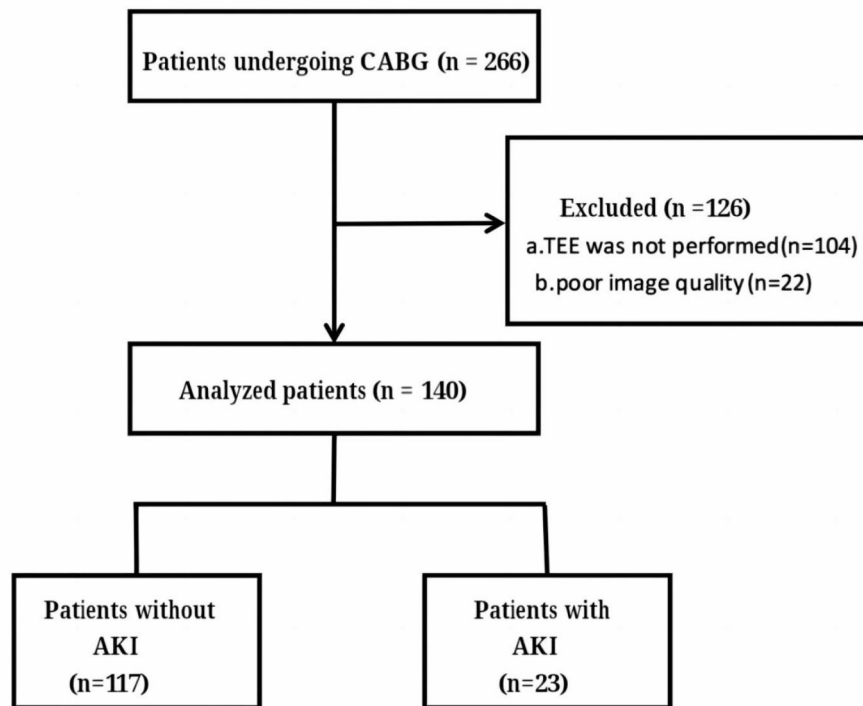 Patients undergoing CABG (n = 266)
Excluded (n =126)
a.TEE was not performed(n=104)
b.poor image quality(n=22)
Analyzed patients (n = 140)
Patients without
AKI
(n=117)
Patients with
AKI
(n=23)